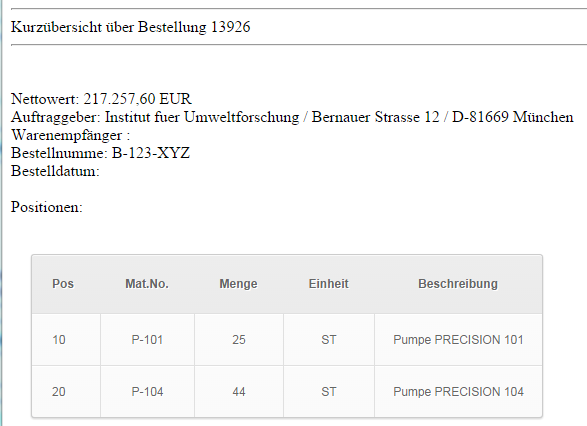 Kurzübersicht über Bestellung 13926
Nettowert: 217.257,60 EUR
Auftraggeber: Institut fuer Umweltforschung / Bernauer Strasse 12 / D-81669 München
Warenempfänger :
Bestellnumme: B-123-XYZ
Bestelldatum:
Positionen:
Pos Mat.No. Menge Einheit Beschreibung
10 P-101 25 ST Pumpe PRECISION 101
20 P-104 44 ST Pumpe PRECISION 104